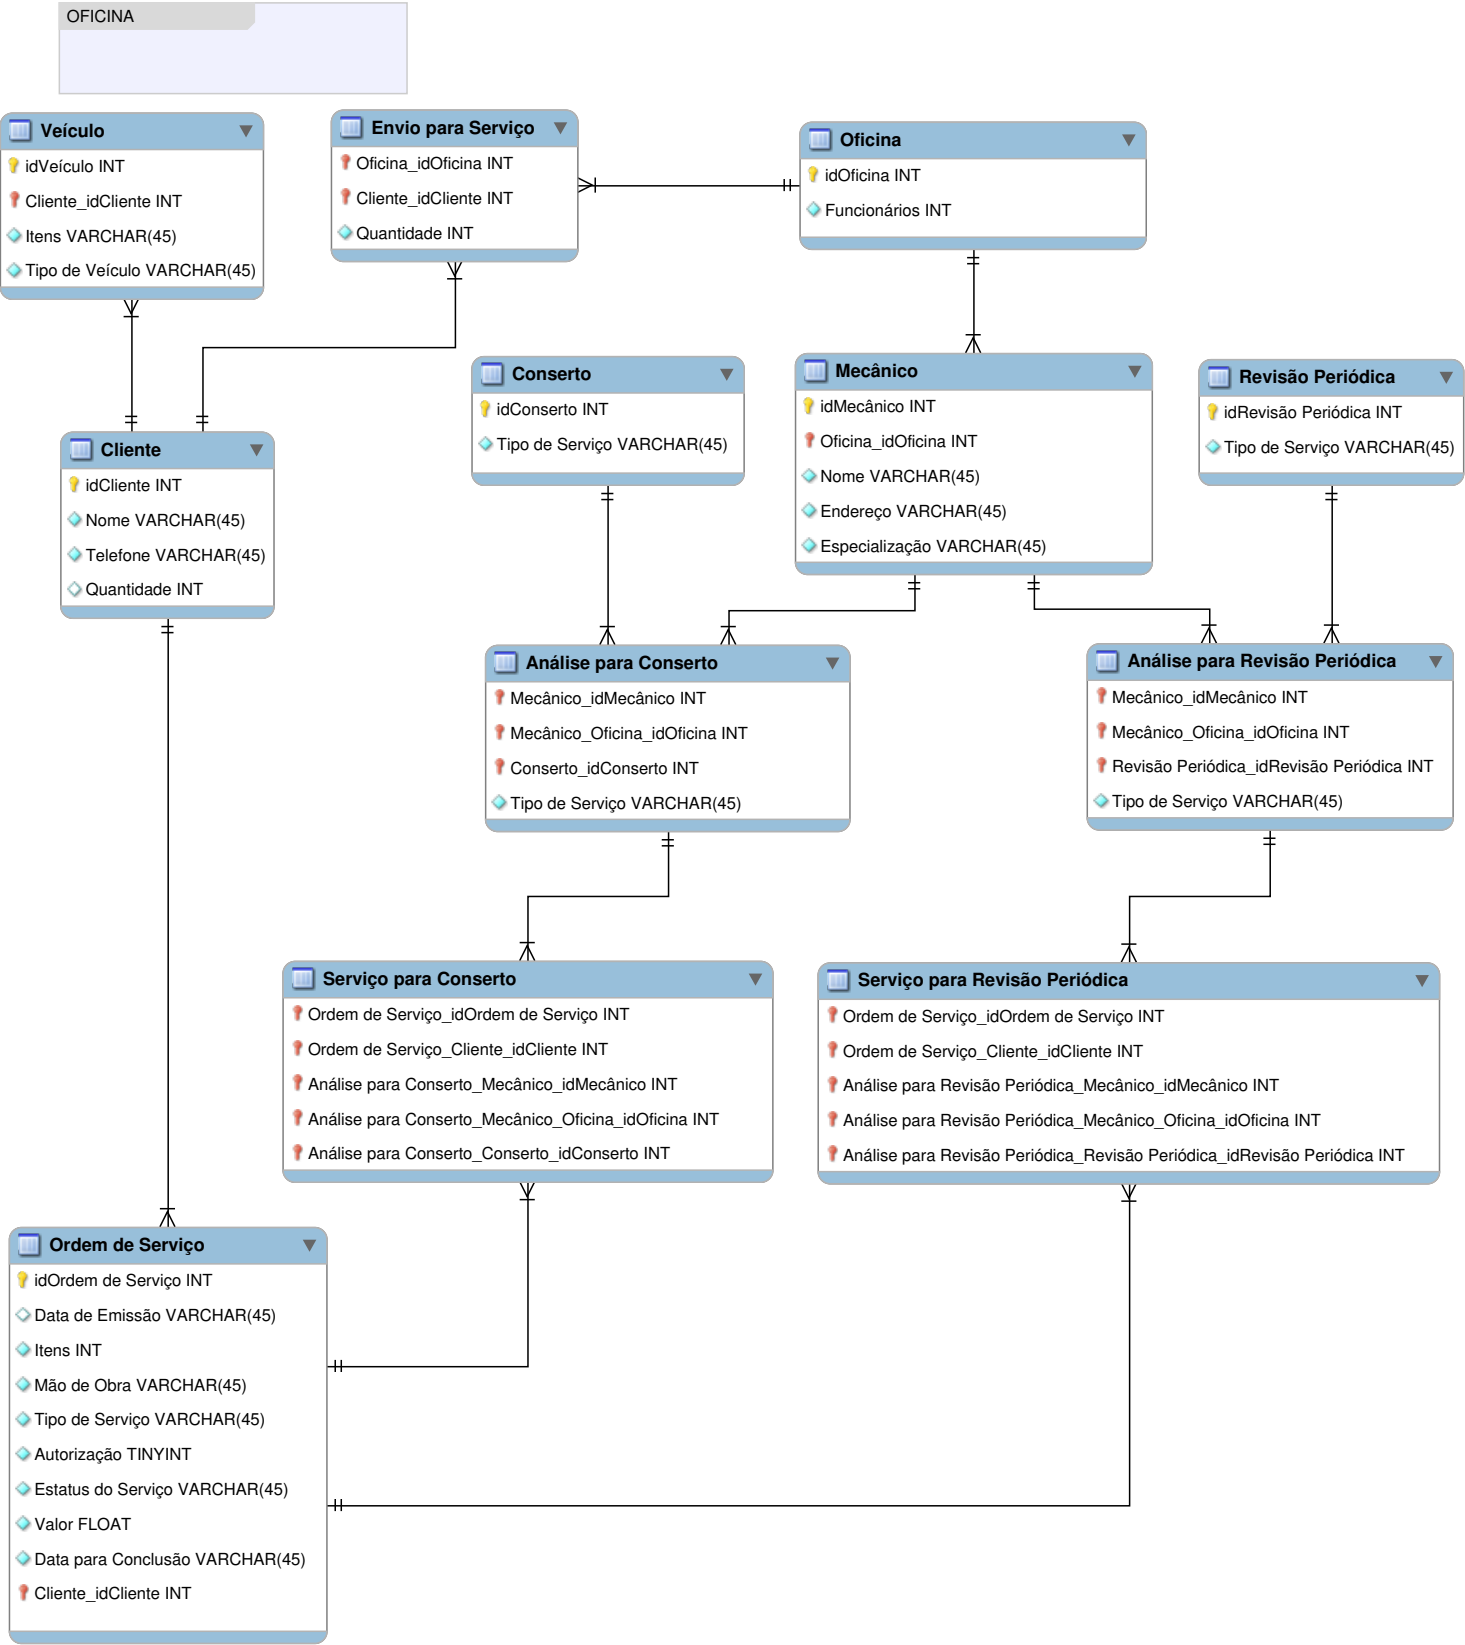 OFICINA
Veículo
idVeículo INT
Cliente_idCliente INT
Itens VARCHAR(45)
Tipo de Veículo VARCHAR(45)
Envio para Serviço
Oficina_idOficina INT
Cliente_idCliente INT
Quantidade INT
Oficina
idOficina INT
Funcionários INT
Conserto
idConserto INT
Tipo de Serviço VARCHAR(45)
Mecânico
idMecânico INT
Oficina_idOficina INT
Nome VARCHAR(45)
Endereço VARCHAR(45)
Especialização VARCHAR(45)
Revisão Periódica
idRevisão Periódica INT
Tipo de Serviço VARCHAR(45)
Cliente
idCliente INT
Nome VARCHAR(45)
Telefone VARCHAR(45)
Quantidade INT
Análise para Conserto
Mecânico_idMecânico INT
Mecânico_Oficina_idOficina INT
Conserto_idConserto INT
Tipo de Serviço VARCHAR(45)
Análise para Revisão Periódica
Mecânico_idMecânico INT
Mecânico_Oficina_idOficina INT
Revisão Periódica_idRevisão Periódica INT
Tipo de Serviço VARCHAR(45)
Serviço para Conserto
Ordem de Serviço_idOrdem de Serviço INT
Ordem de Serviço_Cliente_idCliente INT
Análise para Conserto_Mecânico_idMecânico INT
Análise para Conserto_Mecânico_Oficina_idOficina INT
Análise para Conserto_Conserto_idConserto INT
Serviço para Revisão Periódica
Ordem de Serviço_idOrdem de Serviço INT
Ordem de Serviço_Cliente_idCliente INT
Análise para Revisão Periódica_Mecânico_idMecânico INT
Análise para Revisão Periódica_Mecânico_Oficina_idOficina INT
Análise para Revisão Periódica_Revisão Periódica_idRevisão Periódica INT
Ordem de Serviço
idOrdem de Serviço INT
Data de Emissão VARCHAR(45)
Itens INT
Mão de Obra VARCHAR(45)
Tipo de Serviço VARCHAR(45)
Autorização TINYINT
Estatus do Serviço VARCHAR(45)
Valor FLOAT
Data para Conclusão VARCHAR(45)
Cliente_idCliente INT